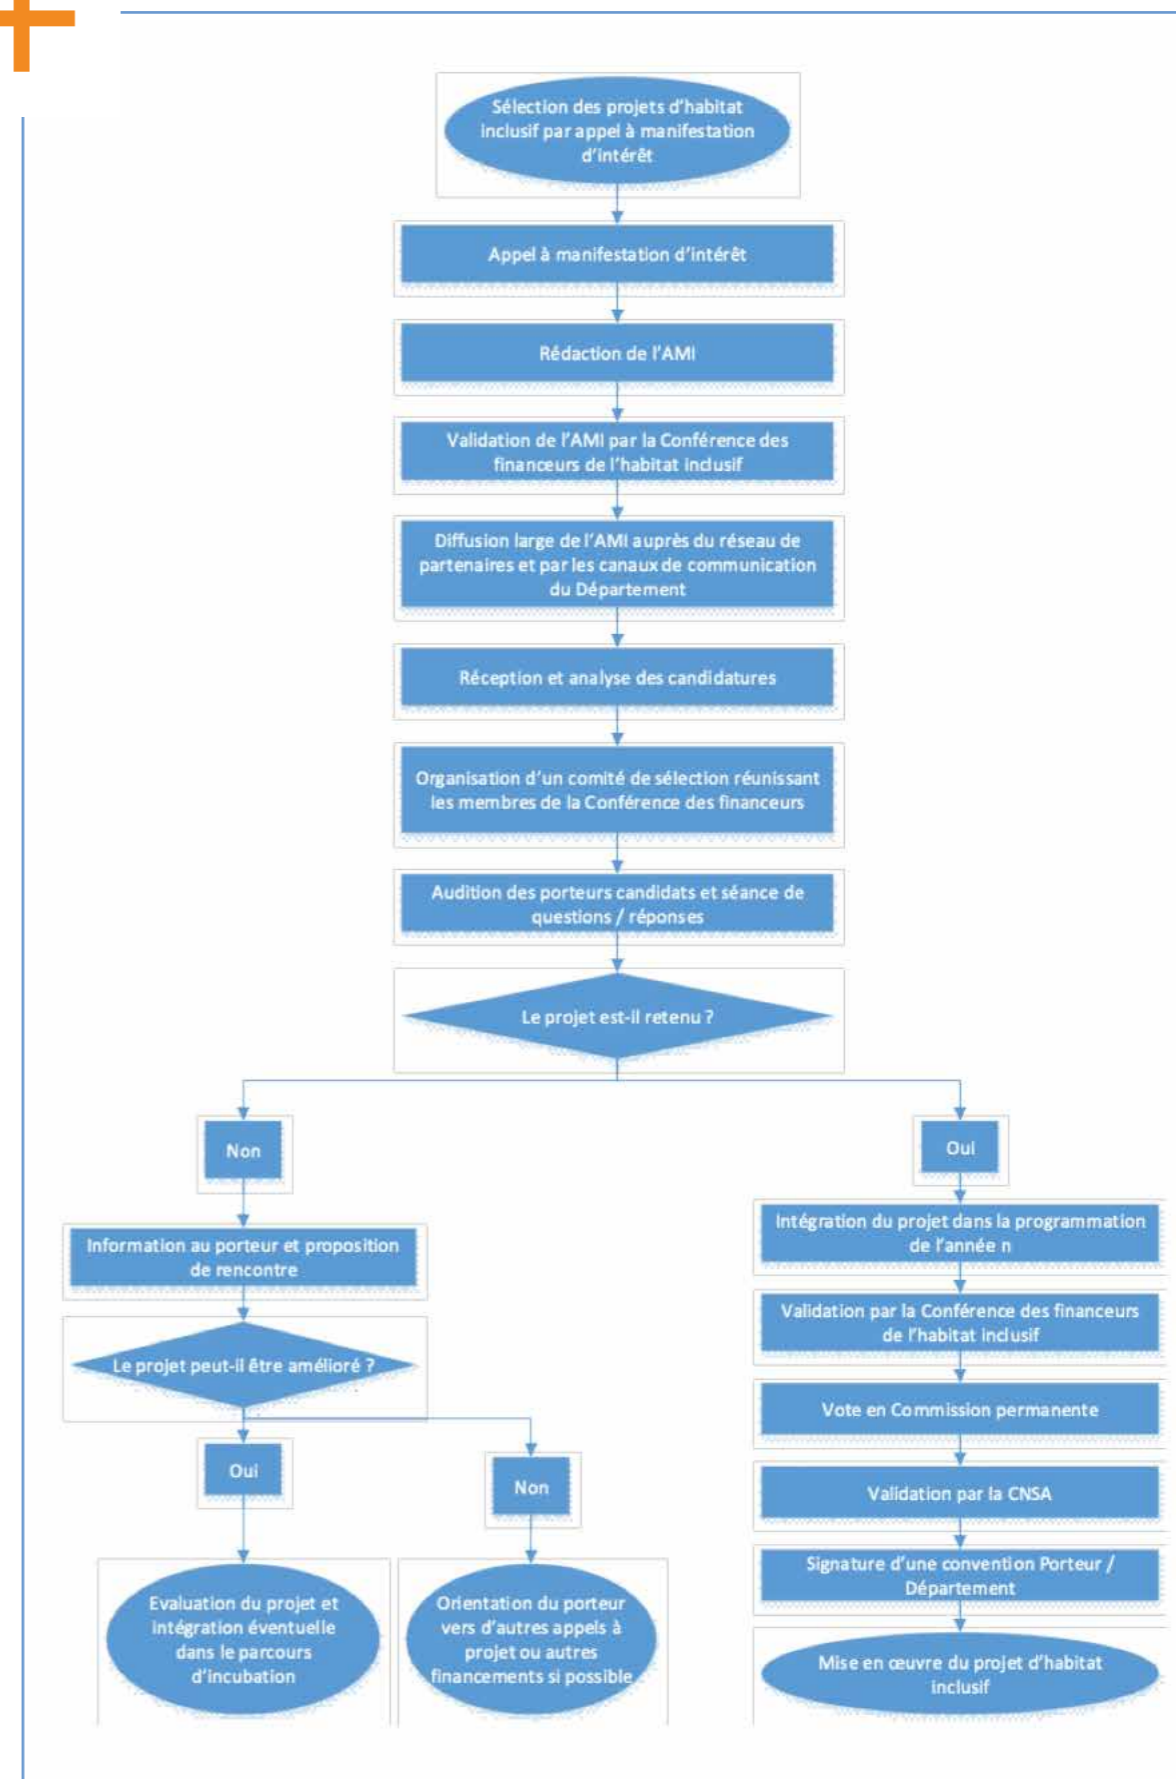 Sélection des projets d'habitat
inclusif par appel à manifestation
d'intérêt
Appel à manifestation d'intérêt
Rédaction de l'AMI
Validation de l'AMI par la Conférence des
financeurs de l'habitat inclusif
Diffusion large de l'AMI auprès du réseau de
partenaires et par les canaux de communication
du Département
Réception et analyse des candidatures
Organisation d'un comité de sélection réunissant
les membres de la Conférence des financeurs
Audition des porteurs candidats et séance de
questions / réponses
Le projet est-il retenu ?
Non
Information au porteur et proposition
de rencontre
Le projet peut-il être amélioré ?
Oui
Evaluation du projet et
intégration éventuelle
dans le parcours
d'incubation
Non
Orientation du porteur
vers d'autres appels à
projet ou autres
financements si possible
Oui
Intégration du projet dans la programmation
de l'année n
Validation par la Conférence des financeurs
de l'habitat inclusif
Vote en Commission permanente
Validation par la CNSA
Signature d'une convention Porteur /
Département
Mise en œuvre du projet d'habitat
inclusif